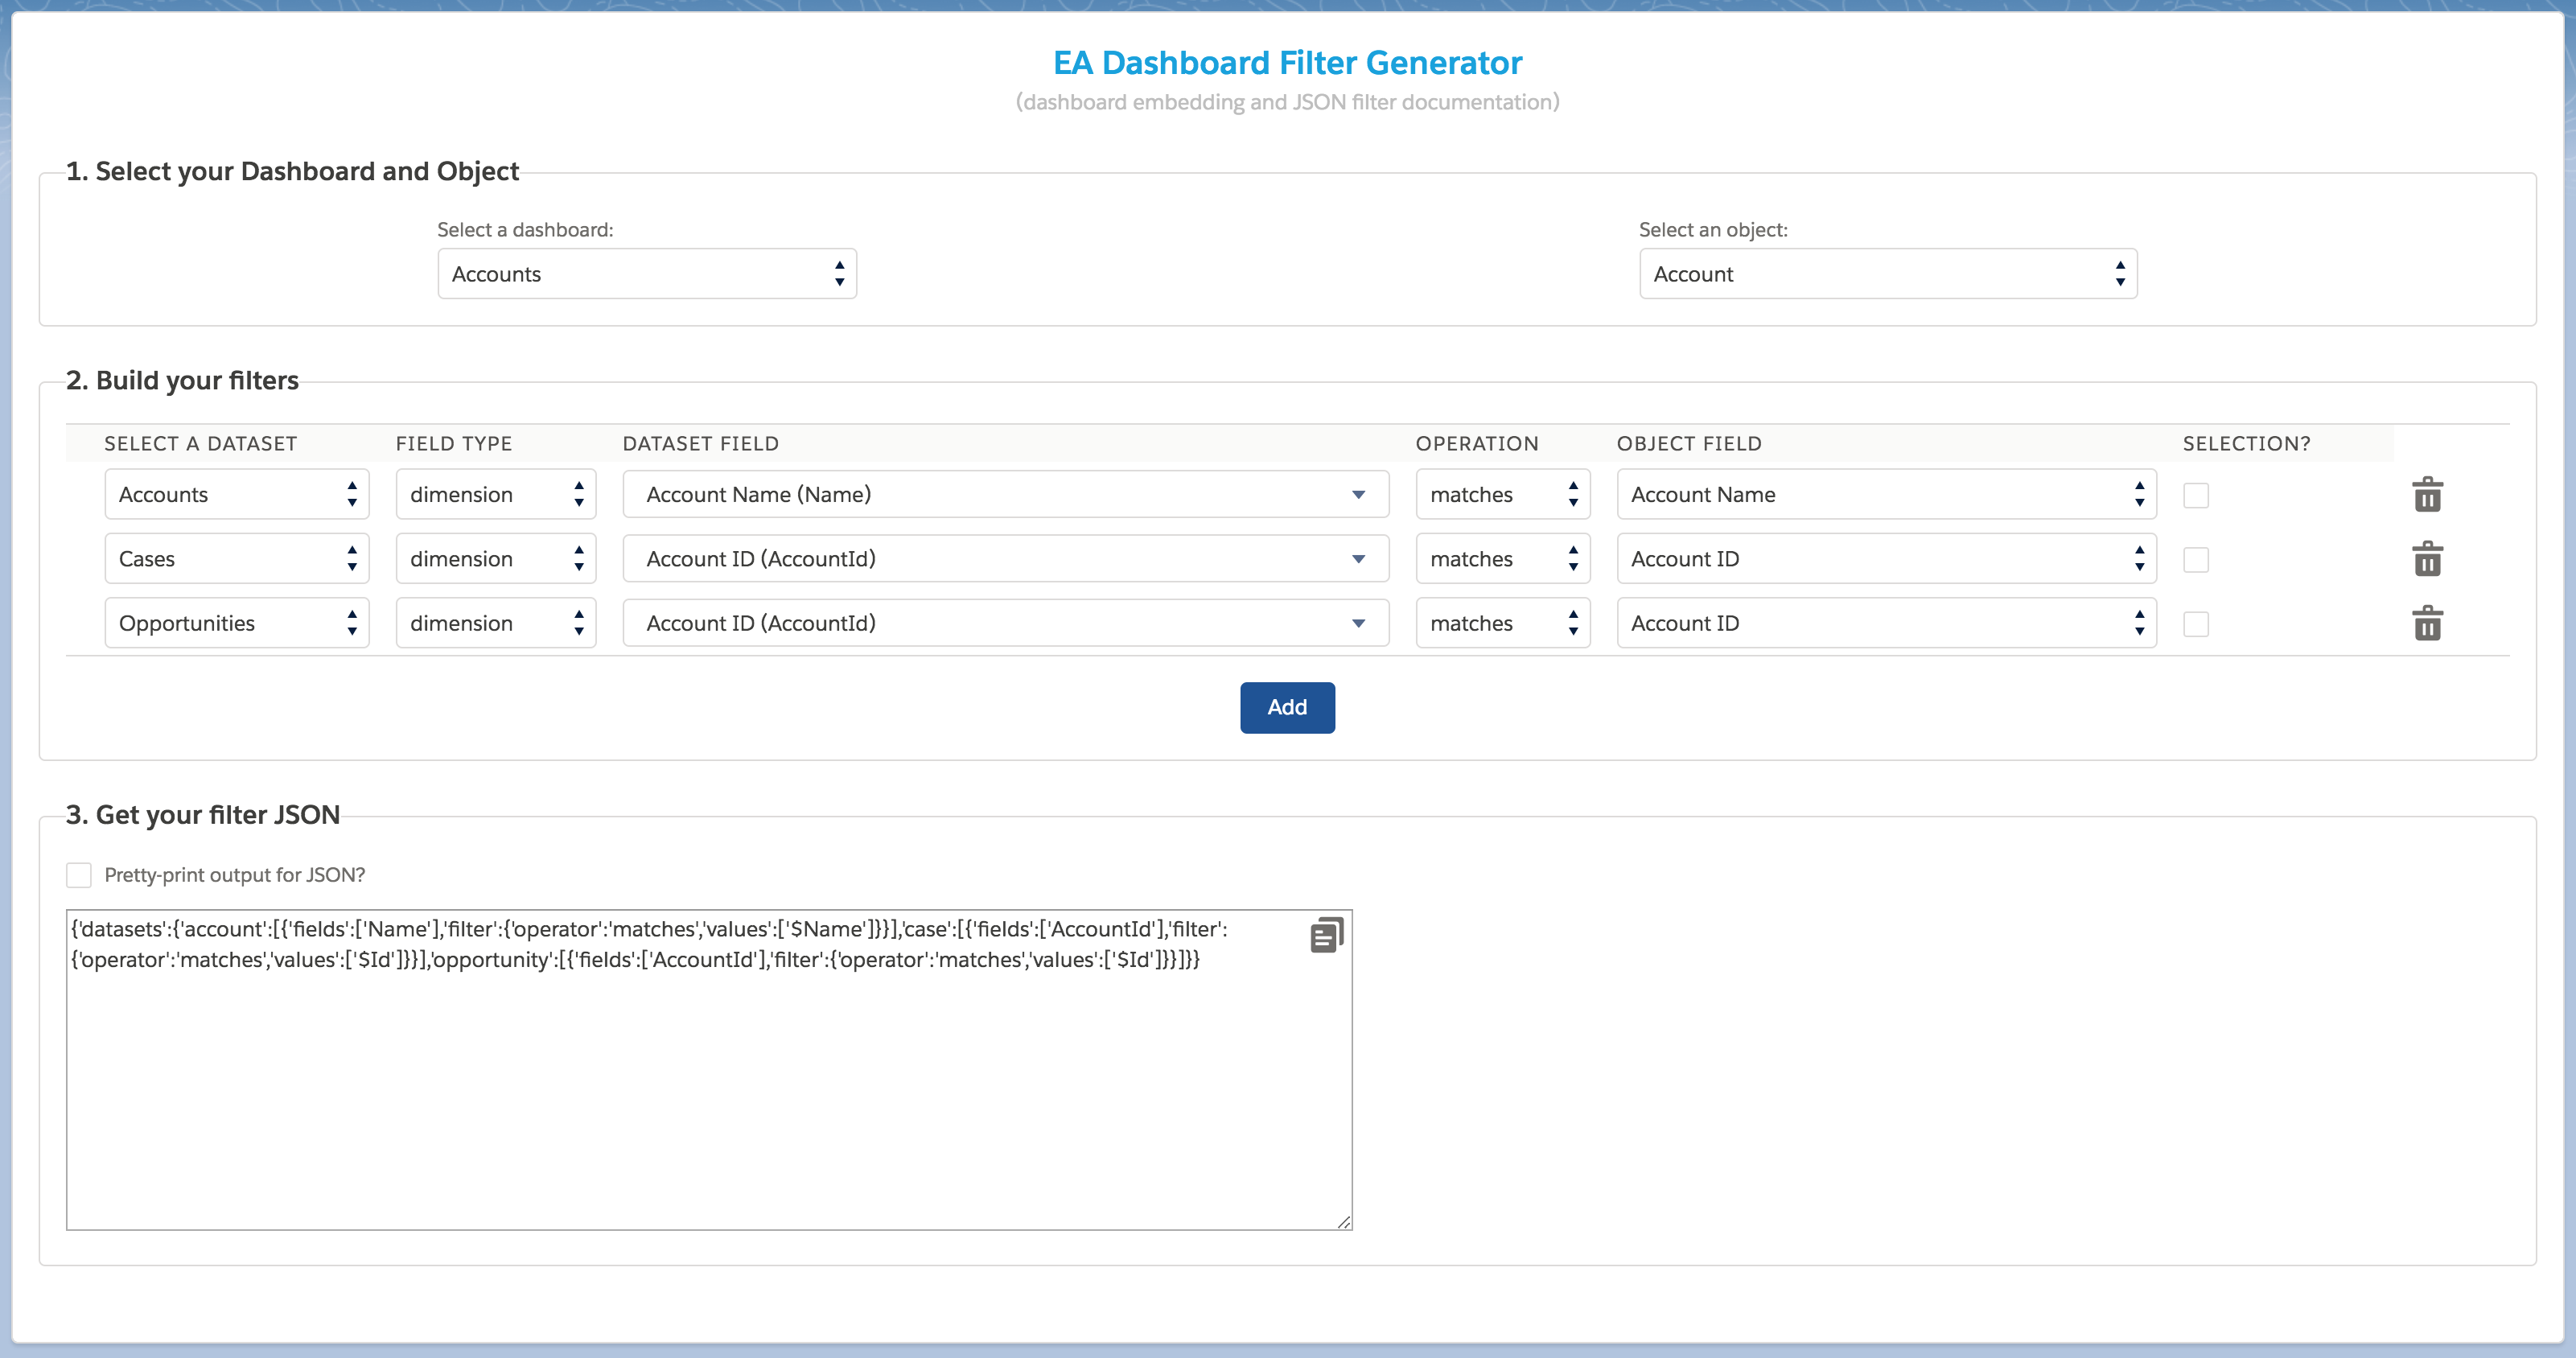 EA Dashboard Filter Generator
(dashboard embedding and JSON filter documentation)
1. Select your Dashboard and Object
Select a dashboard:
Select an object:
Accounts
Account
2. Build your filters
SELECT A DATASET FIELD TYPE DATASET FIELD OPERATION OBJECT FIELD SELECTION?
Accounts dimension Account Name (Name) matches Account Name
Cases dimension Account ID (AccountId) matches Account ID
Opportunities dimension Account ID (AccountId) matches Account ID
Add
3. Get your filter JSON
Pretty-print output for JSON?
{'datasets':{'account':[{'fields':['Name'],'filter':{'operator':'matches','values':['$Name']}}],'case':[{'fields':['AccountId'],'filter':
{'operator':'matches','values':['$Id']}}],'opportunity':[{'fields':['AccountId'],'filter':{'operator':'matches','values':['$Id']}}]}}